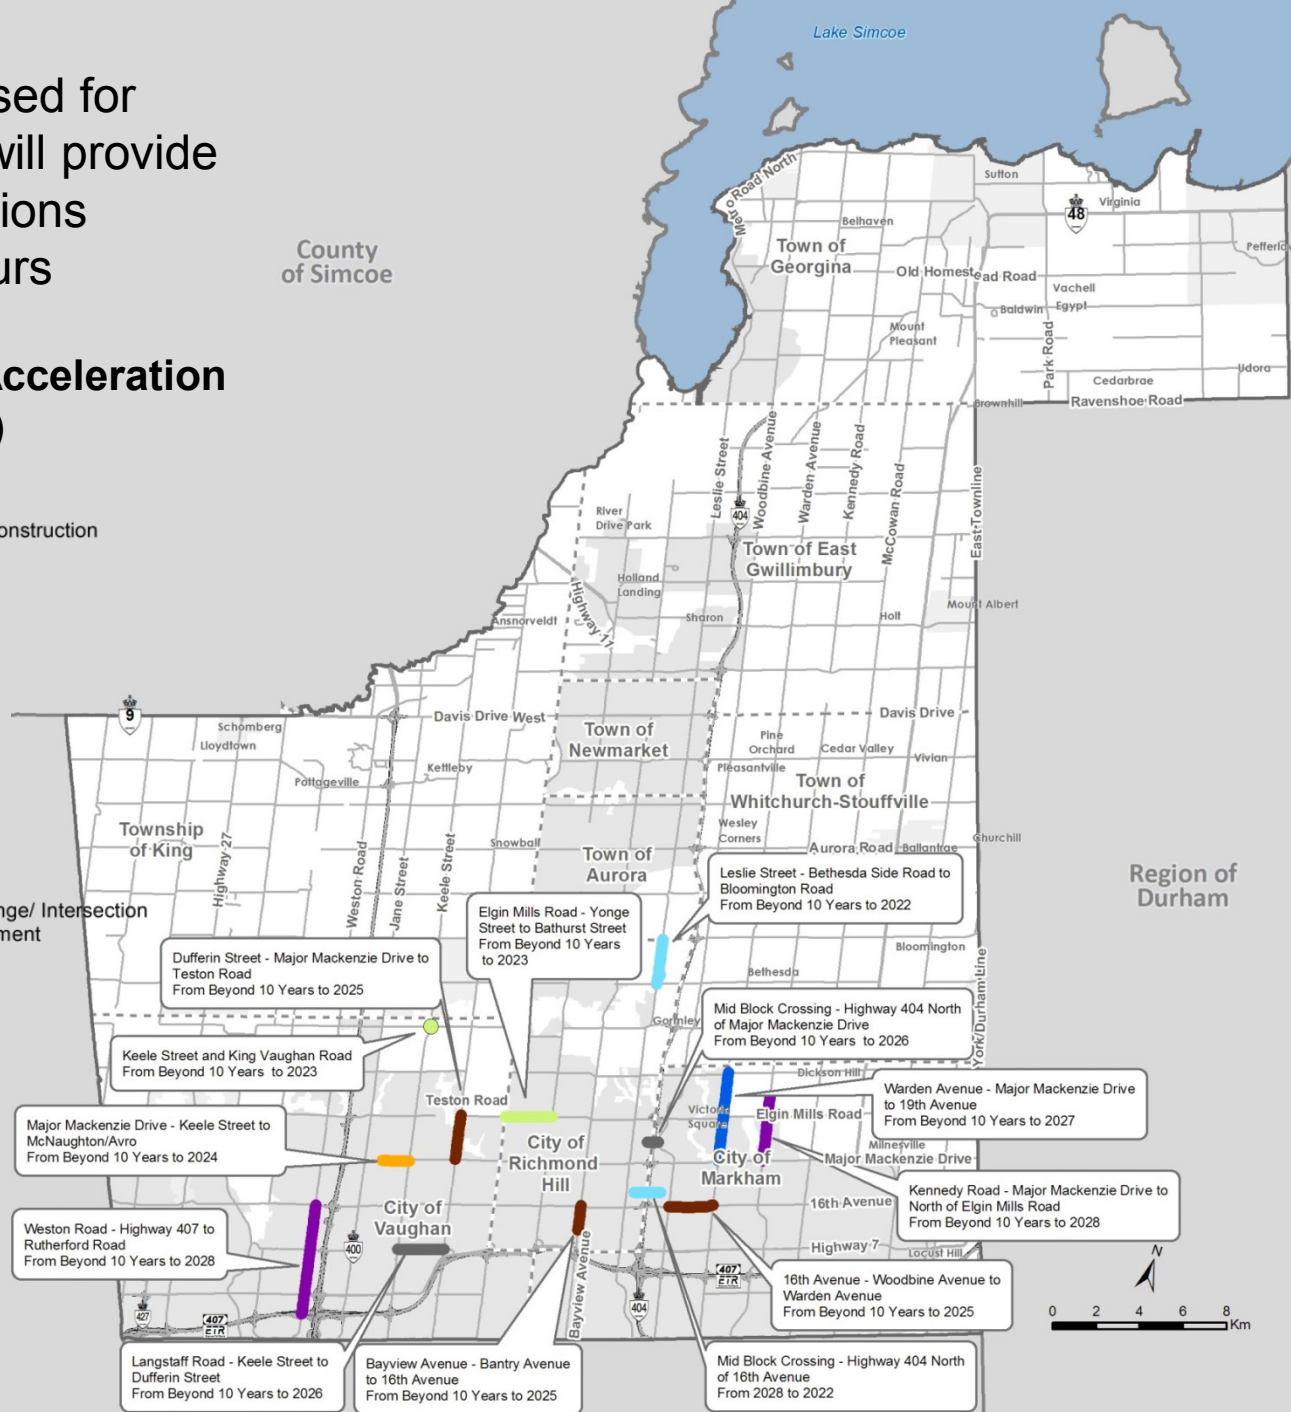 Lake Simcoe
sed for
will provide
tions
urs
Acceleration
)
onstruction
nge/ Intersection
ment
County
of Simcoe
Metro Road North
Sutton
Virginia
48
Belhaven
Town of
Georgina
Old Homestead Road
Pefferlo
Vachell
Baldwin
Egypt
Mount
Pleasant
Park Road
Udora
Cedarbrae
Brownhill
Ravenshoe Road
Leslie Street
Woodbine Avenue
Warden Avenue
Kennedy Road
McCowan Road
East Townline
River
Drive Park
404
Town of East
Gwillimbury
Holland
Landing
Highway 11
Mount Albert
Ansnorveldt
Sharon
Holt
9
Schomberg
Lloydtown
Davis Drive West
Davis Drive
Town of
Newmarket
Pine
Orchard
Cedar Valley
Vivian
Pleasantville
Kettleby
Pottageville
Town of
Whitchurch-Stouffville
Township
of King
Highway 27
Weston Road
Jane Street
Keele Street
Snowball
Wesley
Corners
Churchill
Aurora Road
Ballantrae
Town of
Aurora
Region of
Durham
Leslie Street - Bethesda Side Road to
Bloomington Road
From Beyond 10 Years to 2022
Elgin Mills Road - Yonge
Street to Bathurst Street
From Beyond 10 Years
to 2023
Dufferin Street - Major Mackenzie Drive to
Teston Road
From Beyond 10 Years to 2025
Bloomington
Bethesda
York/Durham Line
Gormley
Mid Block Crossing - Highway 404 North
of Major Mackenzie Drive
From Beyond 10 Years to 2026
Keele Street and King Vaughan Road
From Beyond 10 Years to 2023
Dickson Hill
Warden Avenue - Major Mackenzie Drive
to 19th Avenue
From Beyond 10 Years to 2027
Teston Road
Victoria
Square
Elgin Mills Road
Major Mackenzie Drive - Keele Street to
McNaughton/Avro
From Beyond 10 Years to 2024
City of
Richmond
Hill
Milnesville
Major Mackenzie Drive
City of
Markham
Kennedy Road - Major Mackenzie Drive to
North of Elgin Mills Road
From Beyond 10 Years to 2028
16th Avenue
City of
Vaughan
Weston Road - Highway 407 to
Rutherford Road
From Beyond 10 Years to 2028
400
Bayview Avenue
Highway 7
Locust Hill
N
407
ETR
16th Avenue - Woodbine Avenue to
Warden Avenue
From Beyond 10 Years to 2025
427
407
ETR
404
0 2 4 6 8
Km
Langstaff Road - Keele Street to
Dufferin Street
From Beyond 10 Years to 2026
Bayview Avenue - Bantry Avenue
to 16th Avenue
From Beyond 10 Years to 2025
Mid Block Crossing - Highway 404 North
of 16th Avenue
From 2028 to 2022